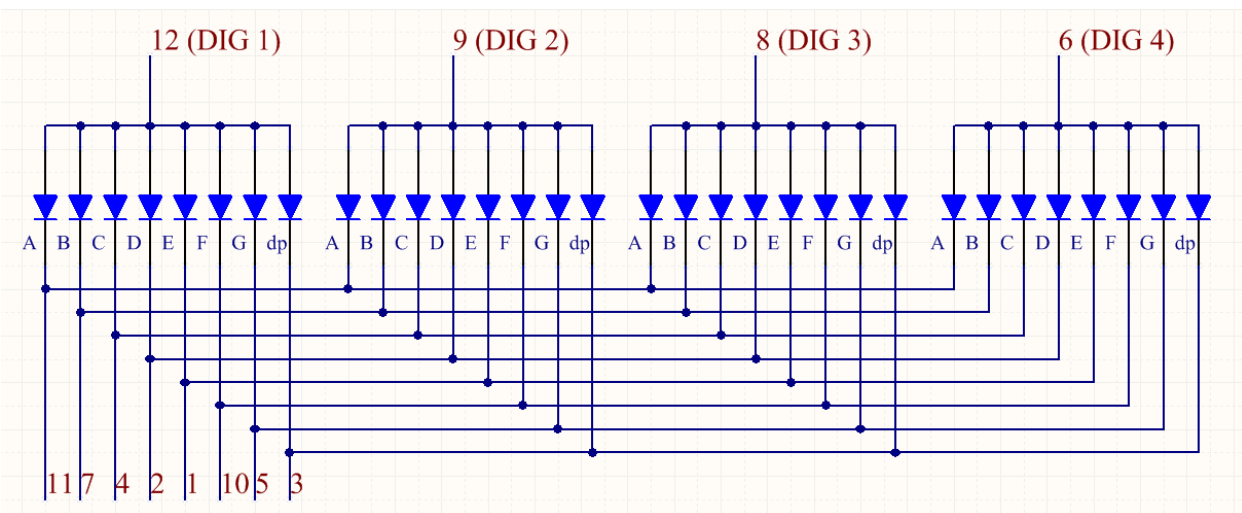 12 (DIG 1) 9 (DIG 2) 8 (DIG 3) 6 (DIG 4)
A B C D E F G dp A B C D E F G dp A B C D E F G dp A B C D E F G dp
11 7 4 2 1 10 5 3